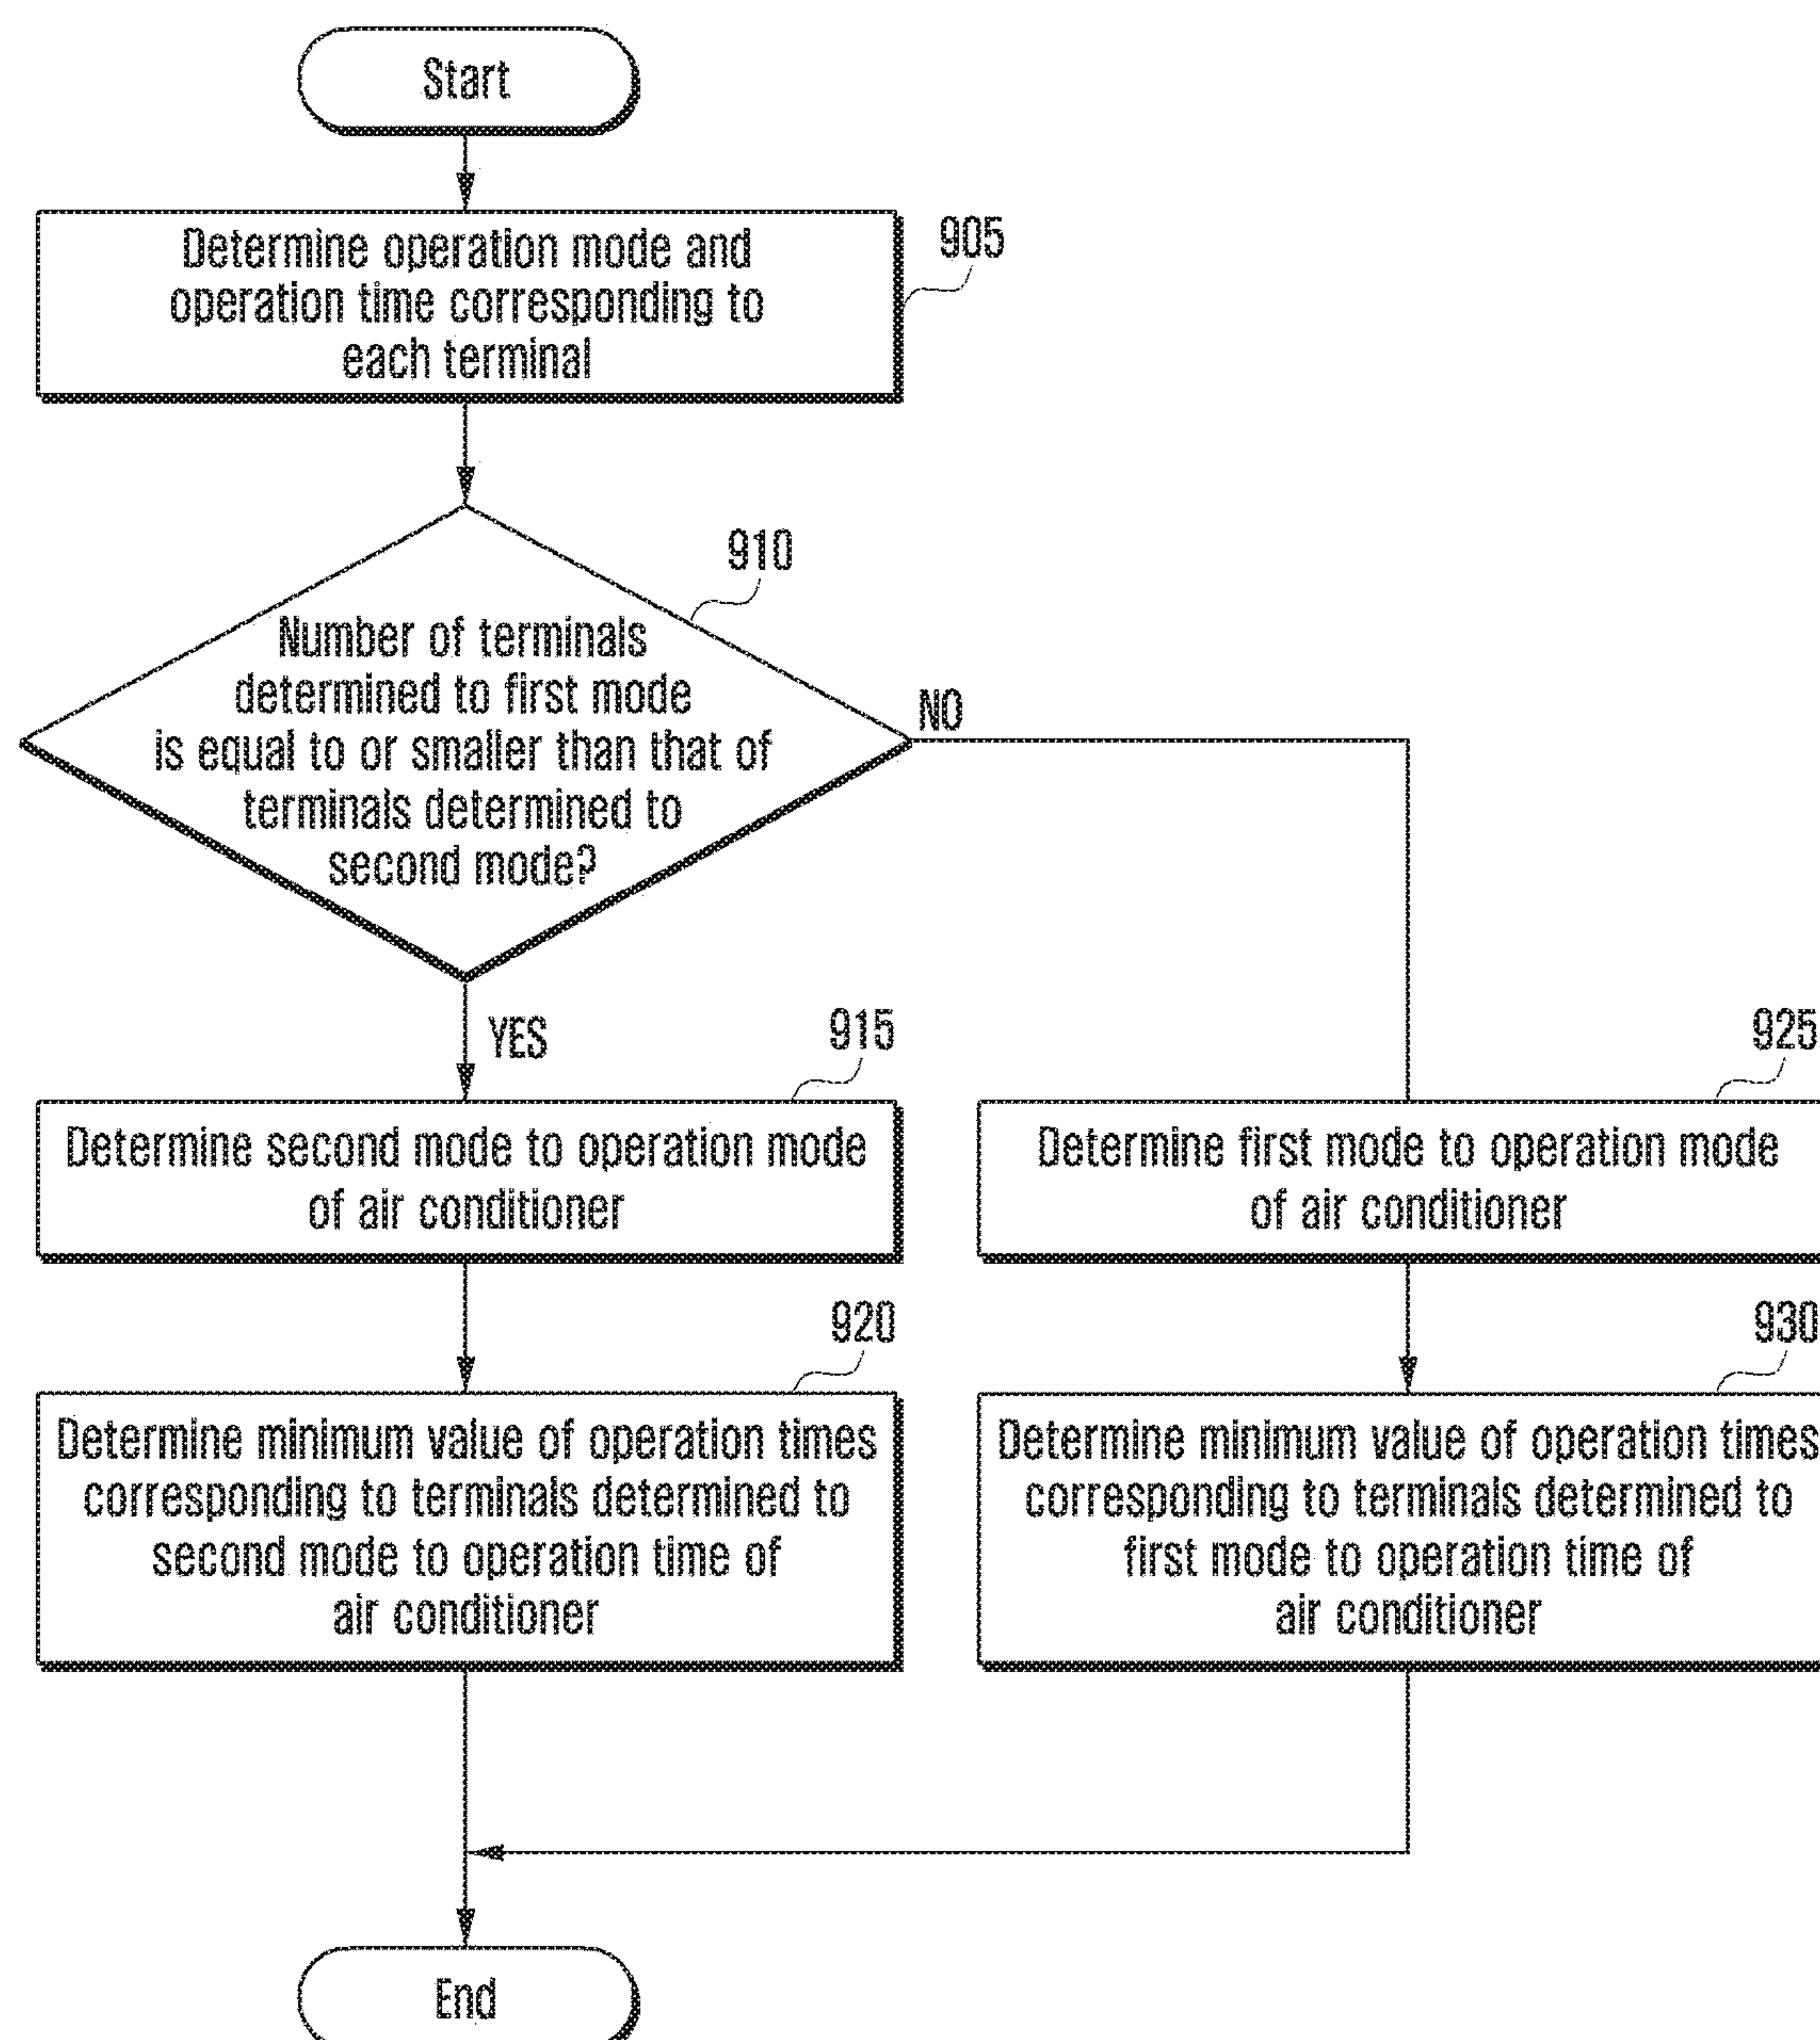 Start
Determine operation mode and
operation time corresponding to
each terminal
905
910
Number of terminals
determined to first mode
is equal to or smaller than that of
terminals determined to
second mode?
NO
YES
915
Determine second mode to operation mode
of air conditioner
925
Determine first mode to operation mode
of air conditioner
920
Determine minimum value of operation times
corresponding to terminals determined to
second mode to operation time of
air conditioner
930
Determine minimum value of operation times
corresponding to terminals determined to
first mode to operation time of
air conditioner
End